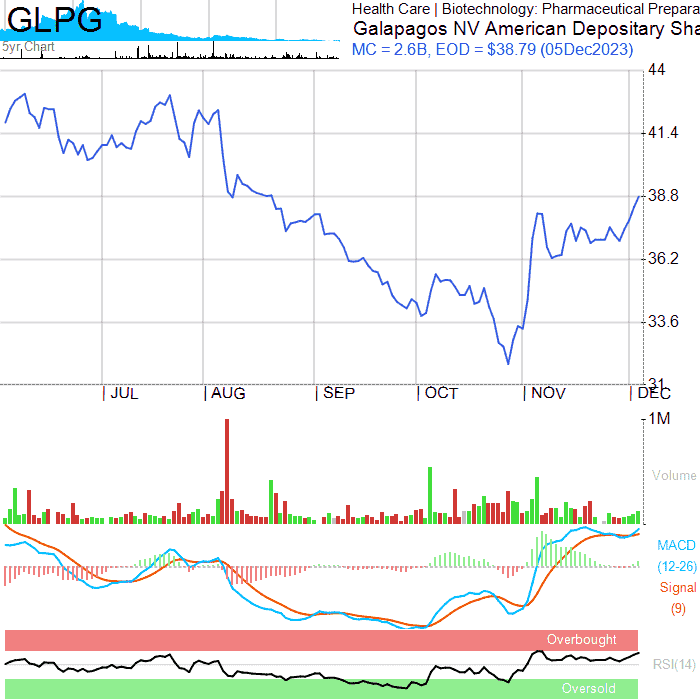 GLPG
5yr Chart
Health Care | Biotechnology: Pharmaceutical Prepara
Galapagos NV American Depositary Sha
MC = 2.6B, EOD = $38.79 (05Dec2023)
44
41.4
38.8
36.2
33.6
31
JUL
AUG
SEP
OCT
NOV
DEC
1M
Volume
MACD
(12-26)
Signal
(9)
Overbought
RSI(14)
Oversold